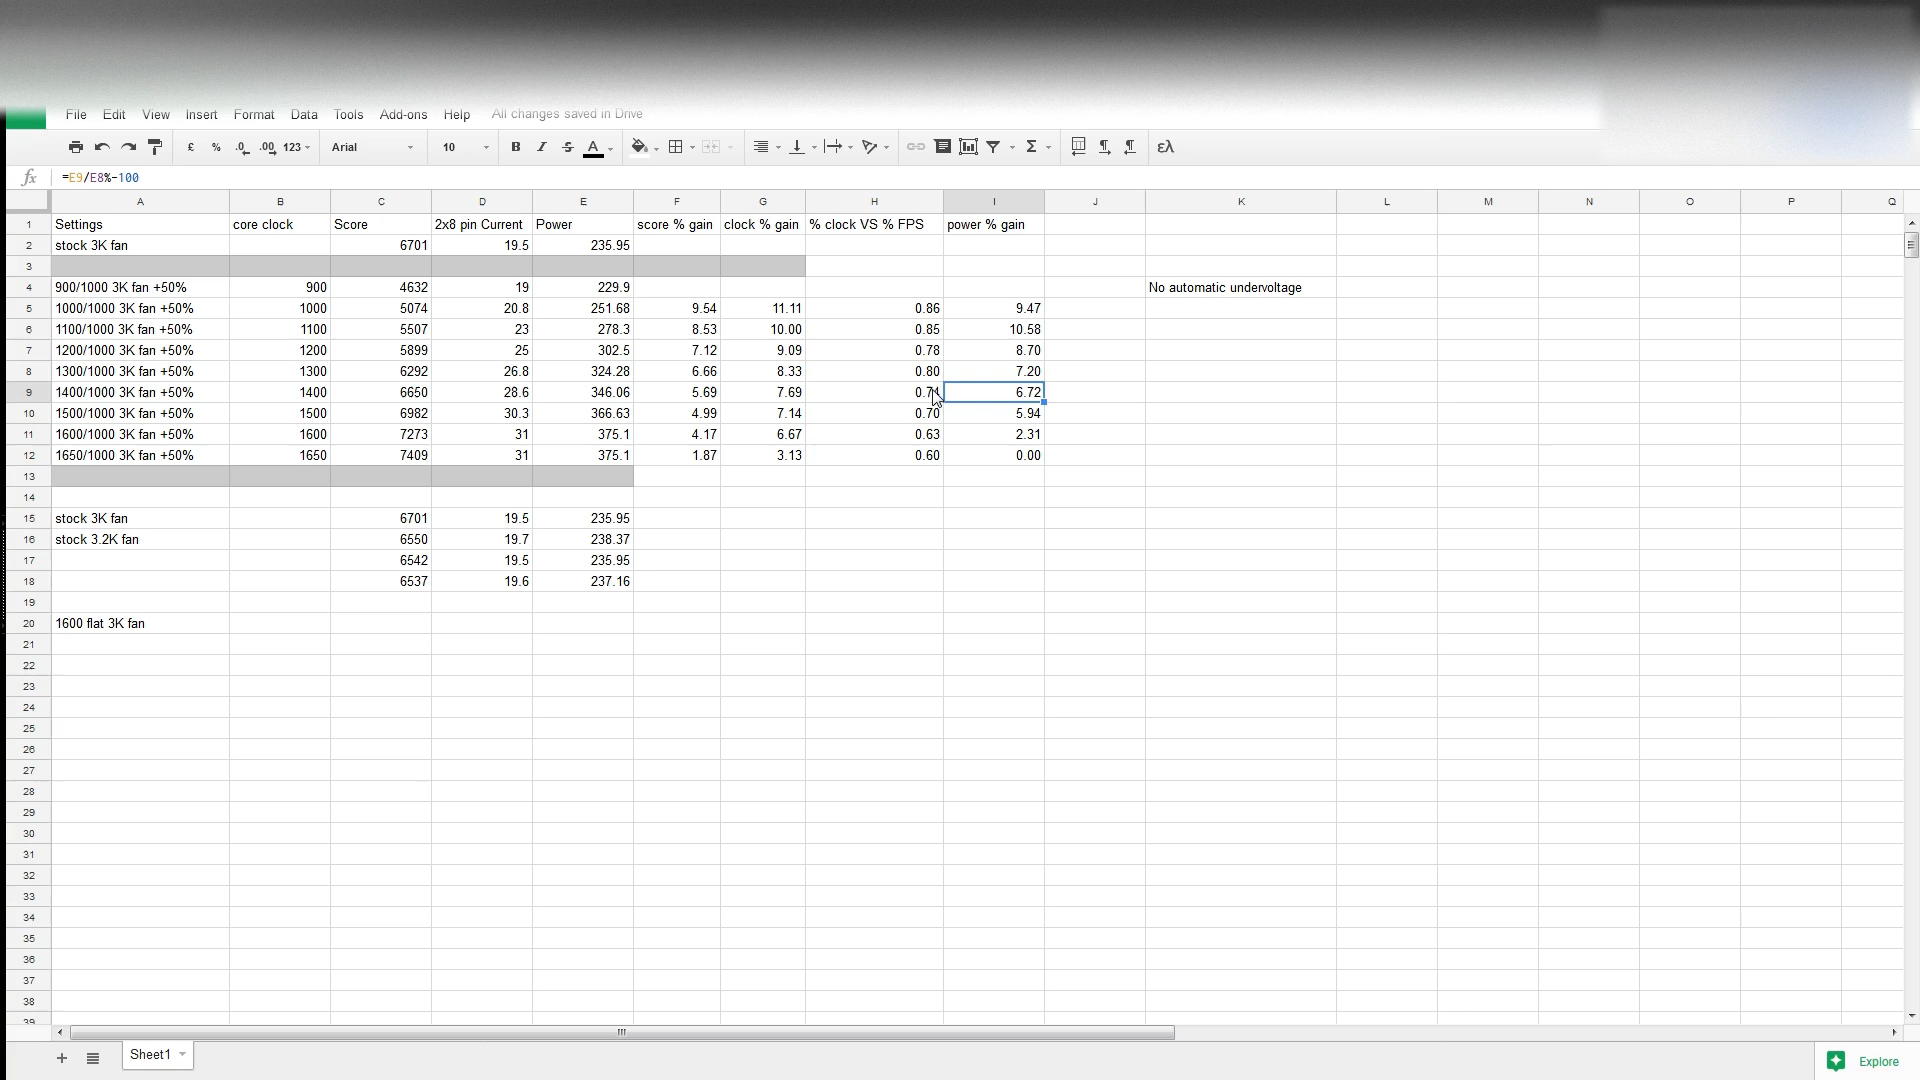 File Edit View Insert Format Data Tools Add-ons Help All changes saved in Drive
£ % .0 .00 123 Arial 10 B I S A Σ ελ
fx =E9/E8%-100
A B C D E F G H I J K L M N O P Q
1 Settings core clock Score 2x8 pin Current Power score % gain clock % gain % clock VS % FPS power % gain
2 stock 3K fan 6701 19.5 235.95
3
4 900/1000 3K fan +50% 900 4632 19 229.9 No automatic undervoltage
5 1000/1000 3K fan +50% 1000 5074 20.8 251.68 9.54 11.11 0.86 9.47
6 1100/1000 3K fan +50% 1100 5507 23 278.3 8.53 10.00 0.85 10.58
7 1200/1000 3K fan +50% 1200 5899 25 302.5 7.12 9.09 0.78 8.70
8 1300/1000 3K fan +50% 1300 6292 26.8 324.28 6.66 8.33 0.80 7.20
9 1400/1000 3K fan +50% 1400 6650 28.6 346.06 5.69 7.69 6.72
10 1500/1000 3K fan +50% 1500 6982 30.3 366.63 4.99 7.14 0.70 5.94
11 1600/1000 3K fan +50% 1600 7273 31 375.1 4.17 6.67 0.63 2.31
12 1650/1000 3K fan +50% 1650 7409 31 375.1 1.87 3.13 0.60 0.00
13
14
15 stock 3K fan 6701 19.5 235.95
16 stock 3.2K fan 6550 19.7 238.37
17 6542 19.5 235.95
18 6537 19.6 237.16
19
20 1600 flat 3K fan
21
22
23
24
25
26
27
28
29
30
31
32
33
34
35
36
37
38
39
Sheet1 Explore